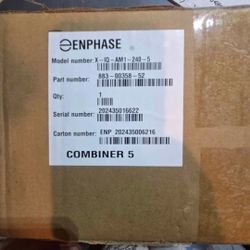 ENPHASE
Model number: X-IQ-AM1-240-5
Part number: 883-00358-S2
Qty: 1
Serial number: 202435016622
Carton number: ENP 202435006216
COMBINER 5